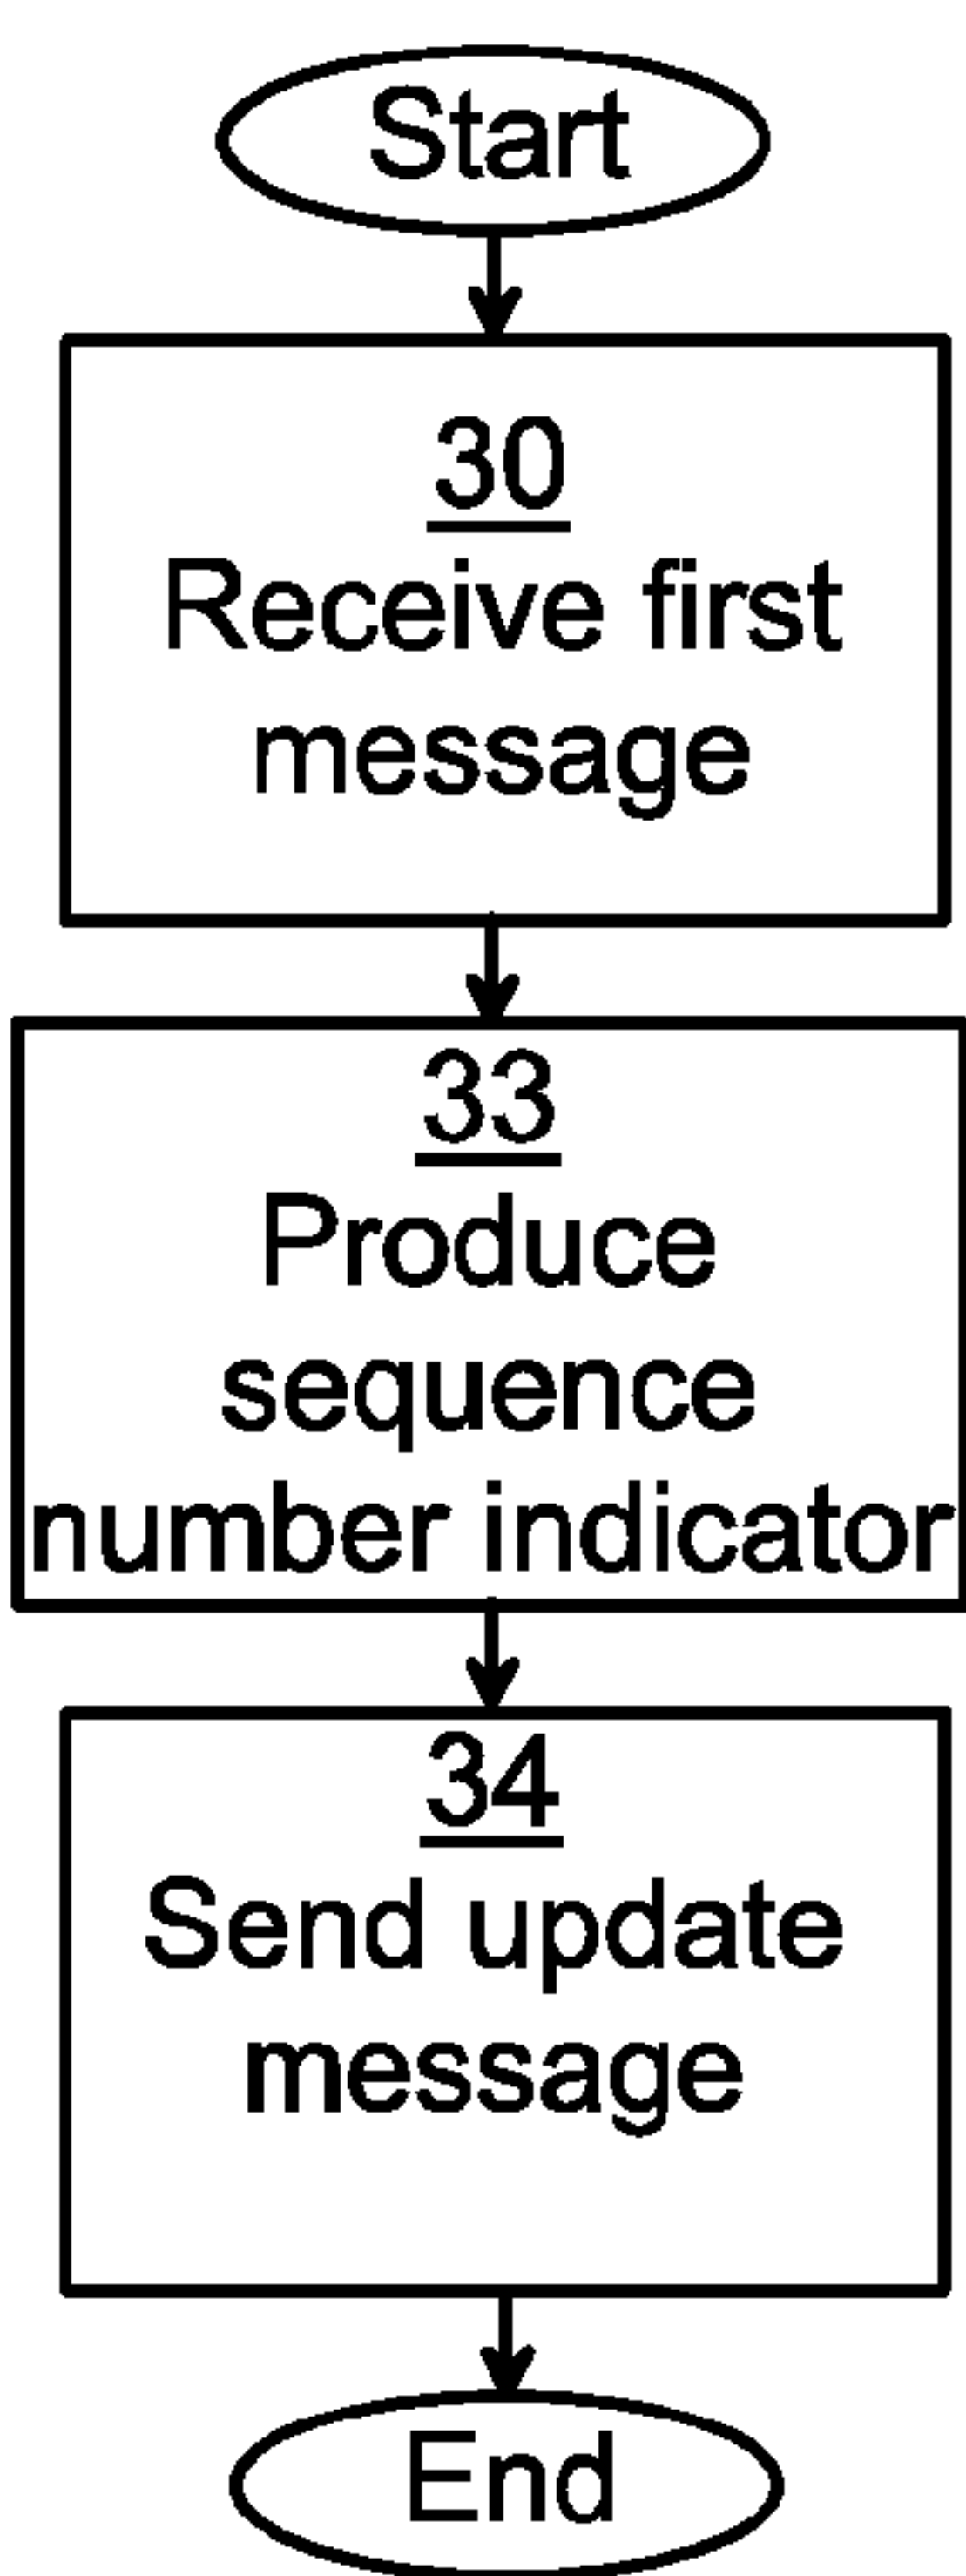 Start
30
Receive first
message
33
Produce
sequence
number indicator
34
Send update
message
End